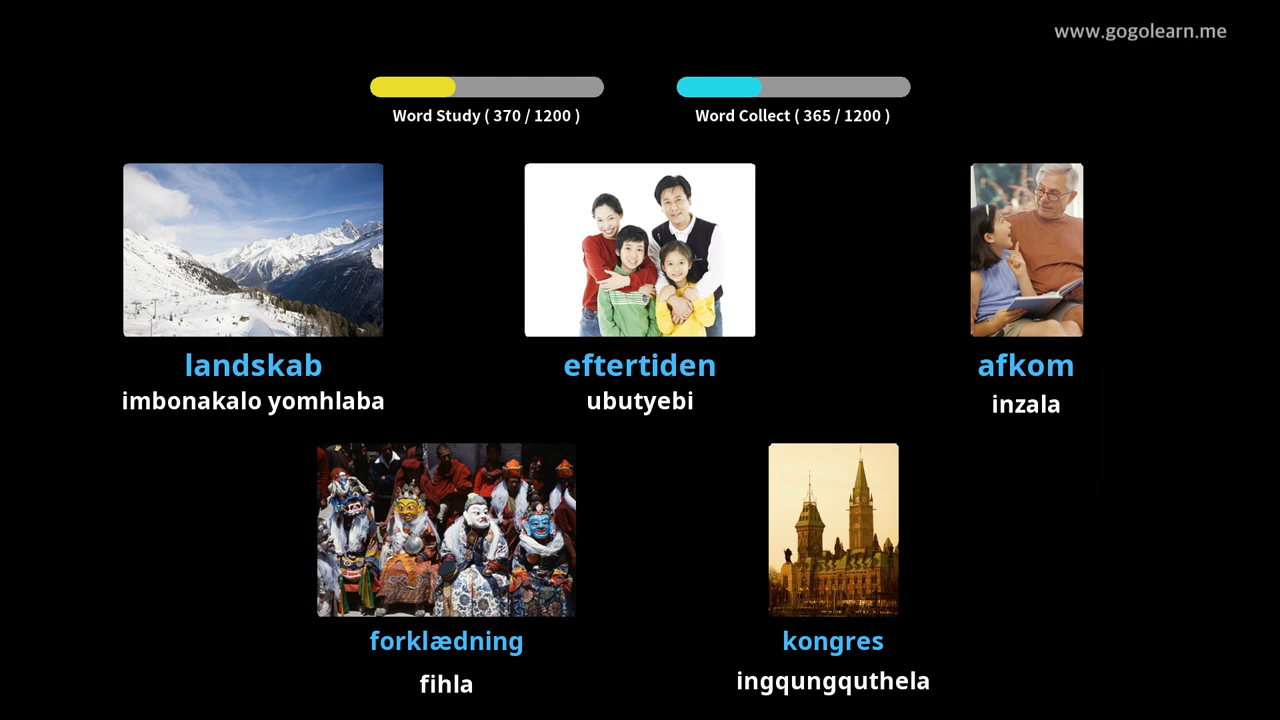 www.gogolearn.me
Word Study ( 370 / 1200 )
Word Collect ( 365 / 1200 )
landskab
imbonakalo yomhlaba
eftertiden
ubutyebi
afkom
inzala
forklædning
fihla
kongres
ingqungquthela